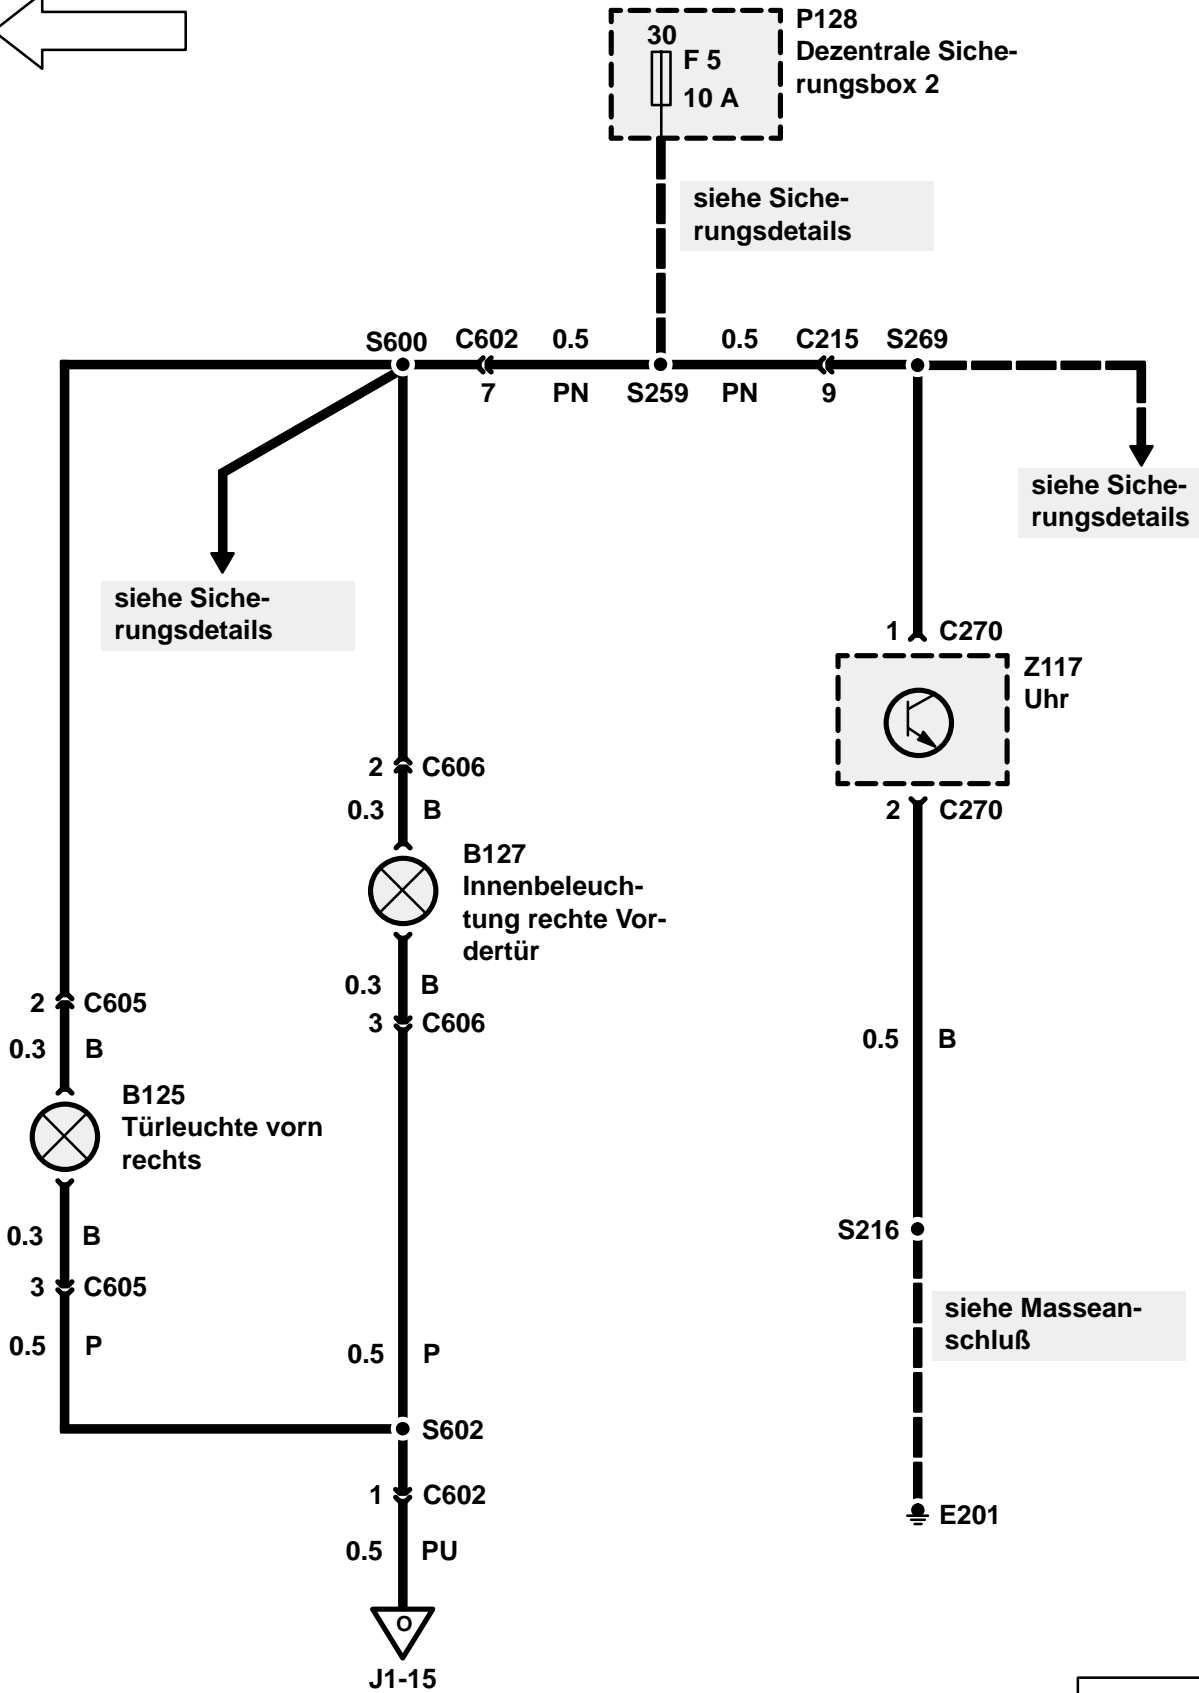 P128
Dezentrale Siche-
rungsbox 2
30
F 5
10 A
siehe Siche-
rungsdetails
S600
C602
0.5
0.5
C215
S269
7
PN
S259
PN
9
siehe Siche-
rungsdetails
siehe Siche-
rungsdetails
1
C270
Z117
Uhr
2
C270
2
C606
0.3
B
B127
Innenbeleuch-
tung rechte Vor-
dertür
0.3
B
3
C606
2
C605
0.3
B
B125
Türleuchte vorn
rechts
0.3
B
3
C605
0.5
P
0.5
P
0.5
B
S216
siehe Massean-
schluß
E201
S602
1
C602
0.5
PU
O
J1-15